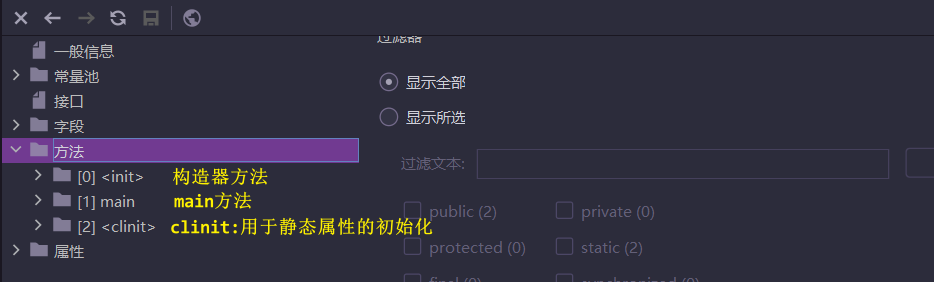 过滤器
一般信息
常量池
接口
字段
方法
[0] <init> 构造器方法
[1] main main方法
[2] <clinit> clinit:用于静态属性的初始化
属性
显示全部
显示所选
过滤文本:
public (2) private (0)
protected (0) static (2)
final (0) synchronized (0)